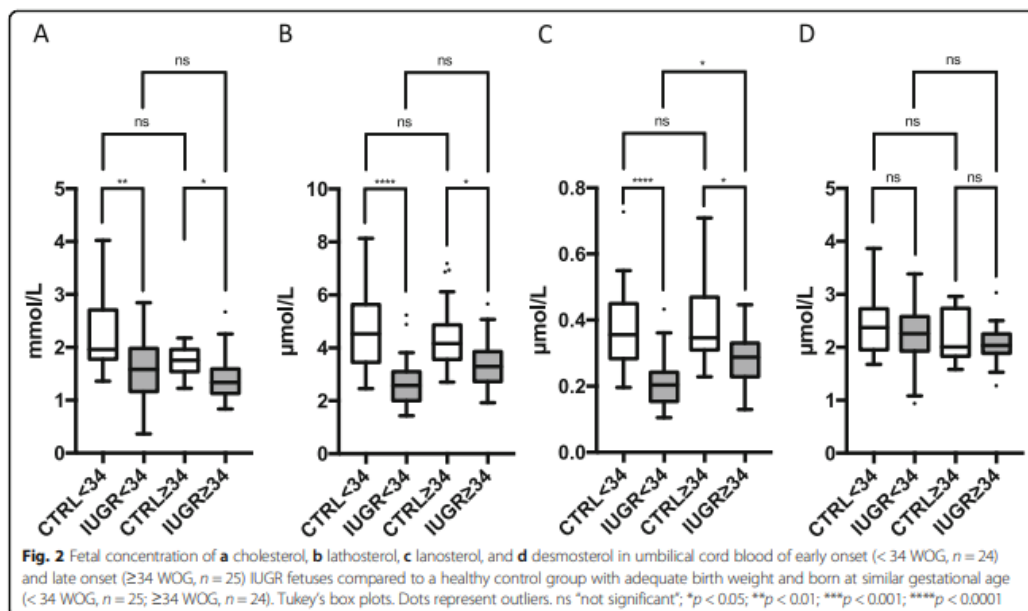 A
B
C
D
ns
ns
*
ns
ns
ns
ns
ns
**
*
****
*
****
*
ns
ns
5
4
3
2
1
0
mmol/L
10
8
6
4
2
0
µmol/L
0.8
0.6
0.4
0.2
0.0
µmol/L
5
4
3
2
1
0
µmol/L
CTRL<34
IUGR<34
CTRL≥34
IUGR≥34
CTRL<34
IUGR<34
CTRL≥34
IUGR≥34
CTRL<34
IUGR<34
CTRL≥34
IUGR≥34
CTRL<34
IUGR<34
CTRL≥34
IUGR≥34
Fig. 2 Fetal concentration of a cholesterol, b lathosterol, c lanosterol, and d desmosterol in umbilical cord blood of early onset (< 34 WOG, n = 24)
and late onset (≥34 WOG, n = 25) IUGR fetuses compared to a healthy control group with adequate birth weight and born at similar gestational age
(< 34 WOG, n = 25; ≥34 WOG, n = 24). Tukey's box plots. Dots represent outliers. ns "not significant"; *p < 0.05; **p < 0.01; ***p < 0.001; ****p < 0.0001